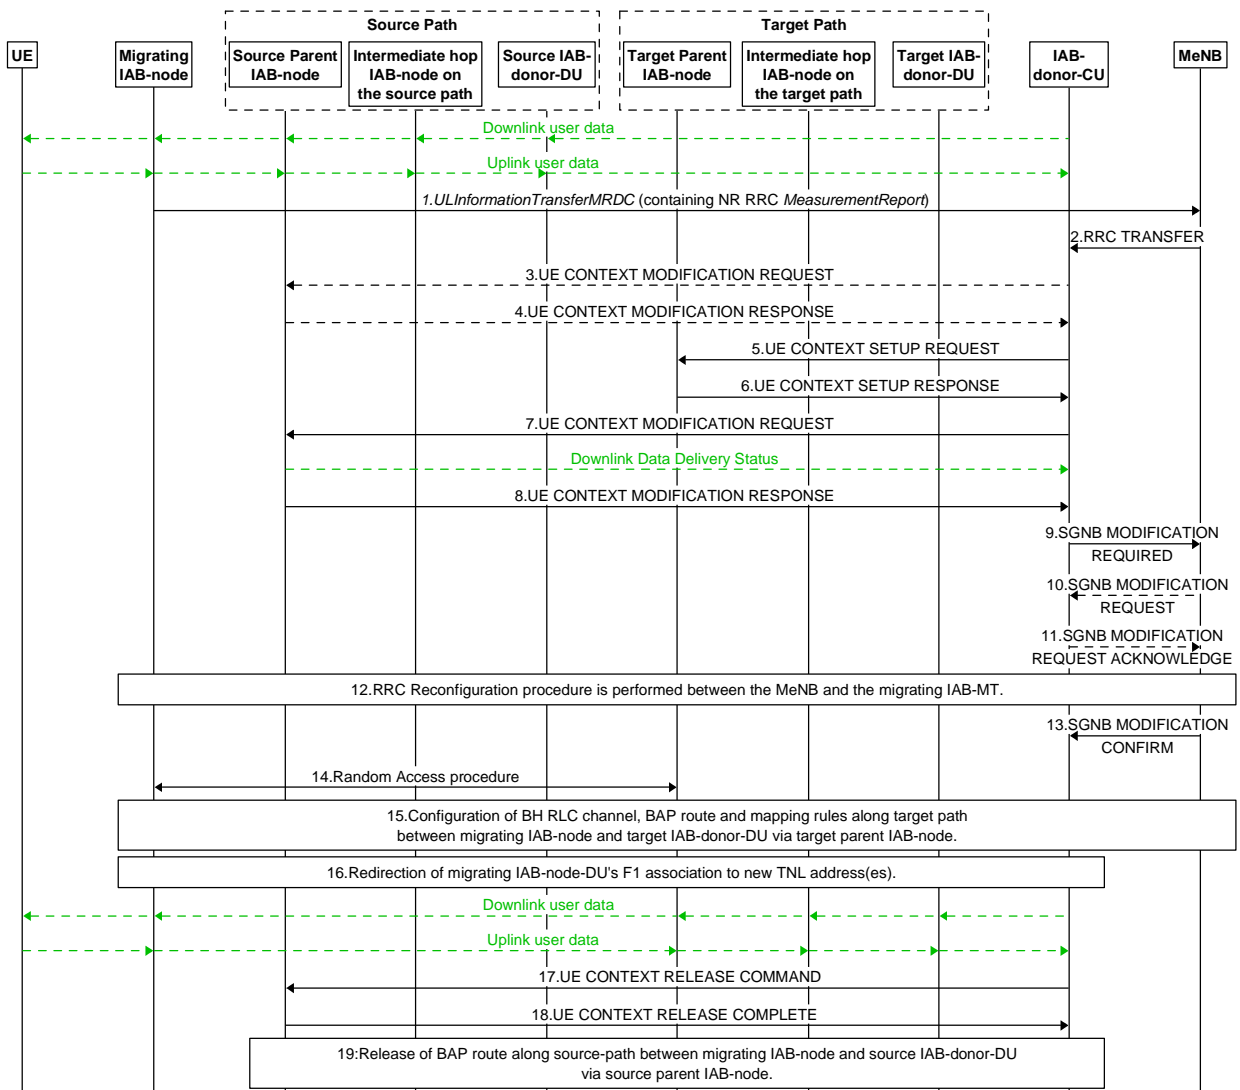 Source Path
Target Path
UE
Migrating
IAB-node
Source Parent
IAB-node
Intermediate hop
IAB-node on
the source path
Source IAB-
donor-DU
Target Parent
IAB-node
Intermediate hop
IAB-node on
the target path
Target IAB-
donor-DU
IAB-
donor-CU
MeNB
Downlink user data
Uplink user data
1.ULInformationTransferMRDC (containing NR RRC MeasurementReport)
2.RRC TRANSFER
3.UE CONTEXT MODIFICATION REQUEST
4.UE CONTEXT MODIFICATION RESPONSE
5.UE CONTEXT SETUP REQUEST
6.UE CONTEXT SETUP RESPONSE
7.UE CONTEXT MODIFICATION REQUEST
Downlink Data Delivery Status
8.UE CONTEXT MODIFICATION RESPONSE
9.SGNB MODIFICATION
REQUIRED
10.SGNB MODIFICATION
REQUEST
11.SGNB MODIFICATION
REQUEST ACKNOWLEDGE
12.RRC Reconfiguration procedure is performed between the MeNB and the migrating IAB-MT.
13.SGNB MODIFICATION
CONFIRM
14.Random Access procedure
15.Configuration of BH RLC channel, BAP route and mapping rules along target path
between migrating IAB-node and target IAB-donor-DU via target parent IAB-node.
16.Redirection of migrating IAB-node-DU's F1 association to new TNL address(es).
Downlink user data
Uplink user data
17.UE CONTEXT RELEASE COMMAND
18.UE CONTEXT RELEASE COMPLETE
19:Release of BAP route along source-path between migrating IAB-node and source IAB-donor-DU
via source parent IAB-node.